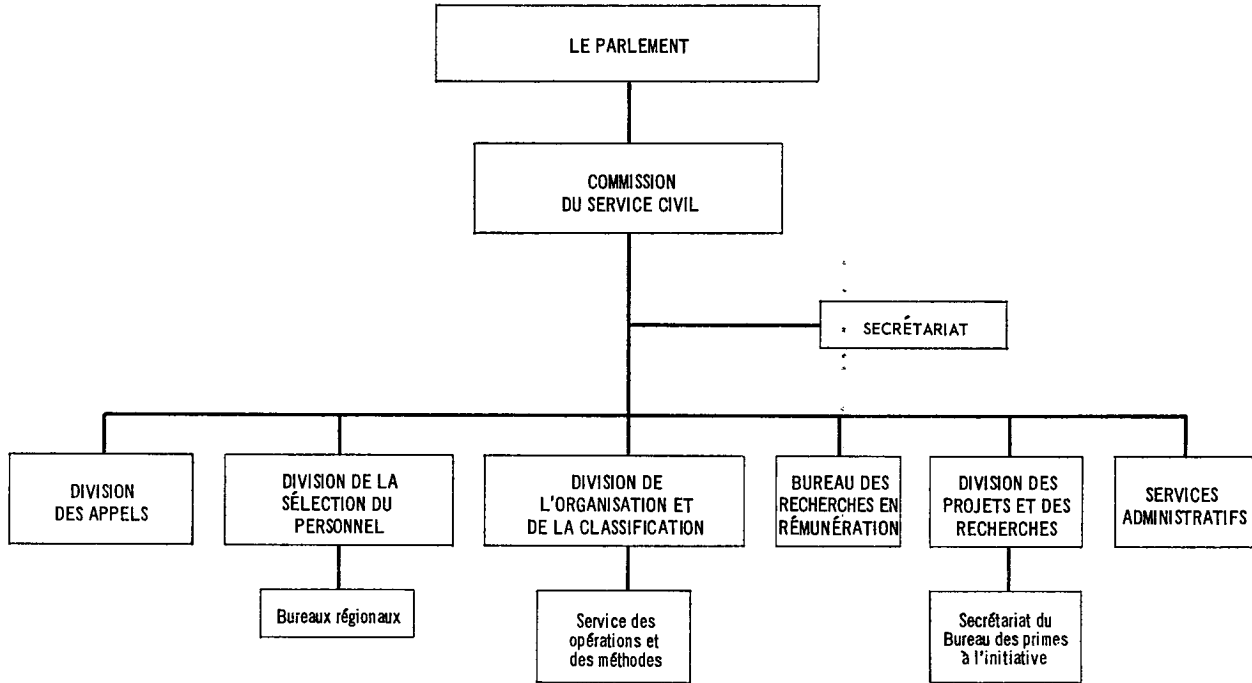 LE PARLEMENT
COMMISSION
DU SERVICE CIVIL
SECRÉTARIAT
DIVISION
DES APPELS
DIVISION DE LA
SÉLECTION DU
PERSONNEL
DIVISION DE
L'ORGANISATION ET
DE LA CLASSIFICATION
BUREAU DES
RECHERCHES EN
RÉMUNÉRATION
DIVISION DES
PROJETS ET DES
RECHERCHES
SERVICES
ADMINISTRATIFS
Bureaux régionaux
Service des
opérations et
des méthodes
Secrétariat du
Bureau des primes
à l'initiative